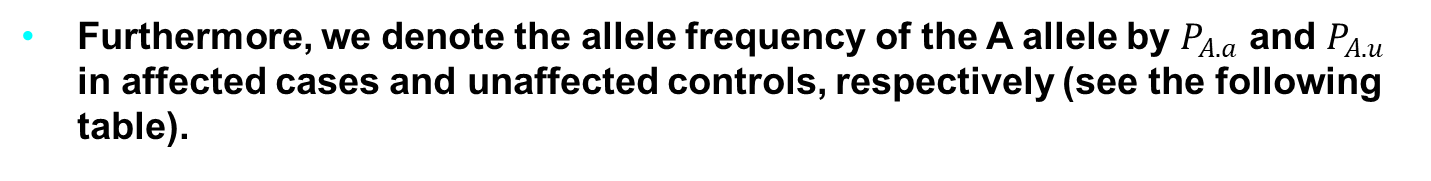 • Furthermore, we denote the allele frequency of the A allele by $P_{A.a}$ and $P_{A.u}$
in affected cases and unaffected controls, respectively (see the following
table).